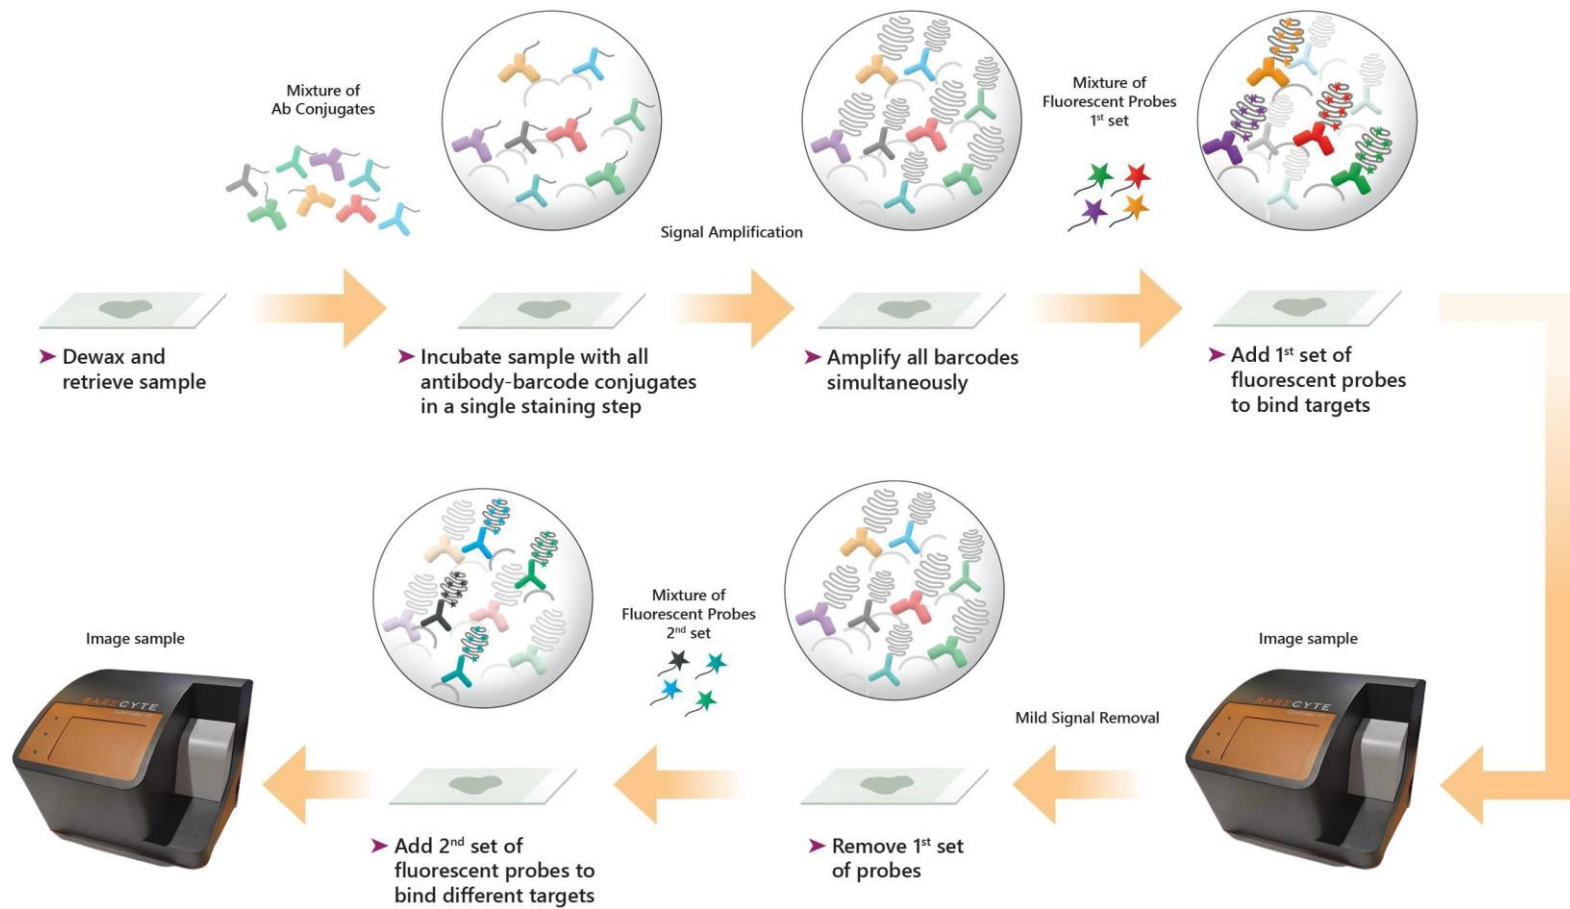 Mixture of
Ab Conjugates
Signal Amplification
Mixture of
Fluorescent Probes
1st set
➤ Dewax and
retrieve sample
➤ Incubate sample with all
antibody-barcode conjugates
in a single staining step
➤ Amplify all barcodes
simultaneously
➤ Add 1st set of
fluorescent probes
to bind targets
Image sample
RARECYTE
Mild Signal Removal
➤ Remove 1st set
of probes
Mixture of
Fluorescent Probes
2nd set
➤ Add 2nd set of
fluorescent probes to
bind different targets
Image sample
RARECYTE